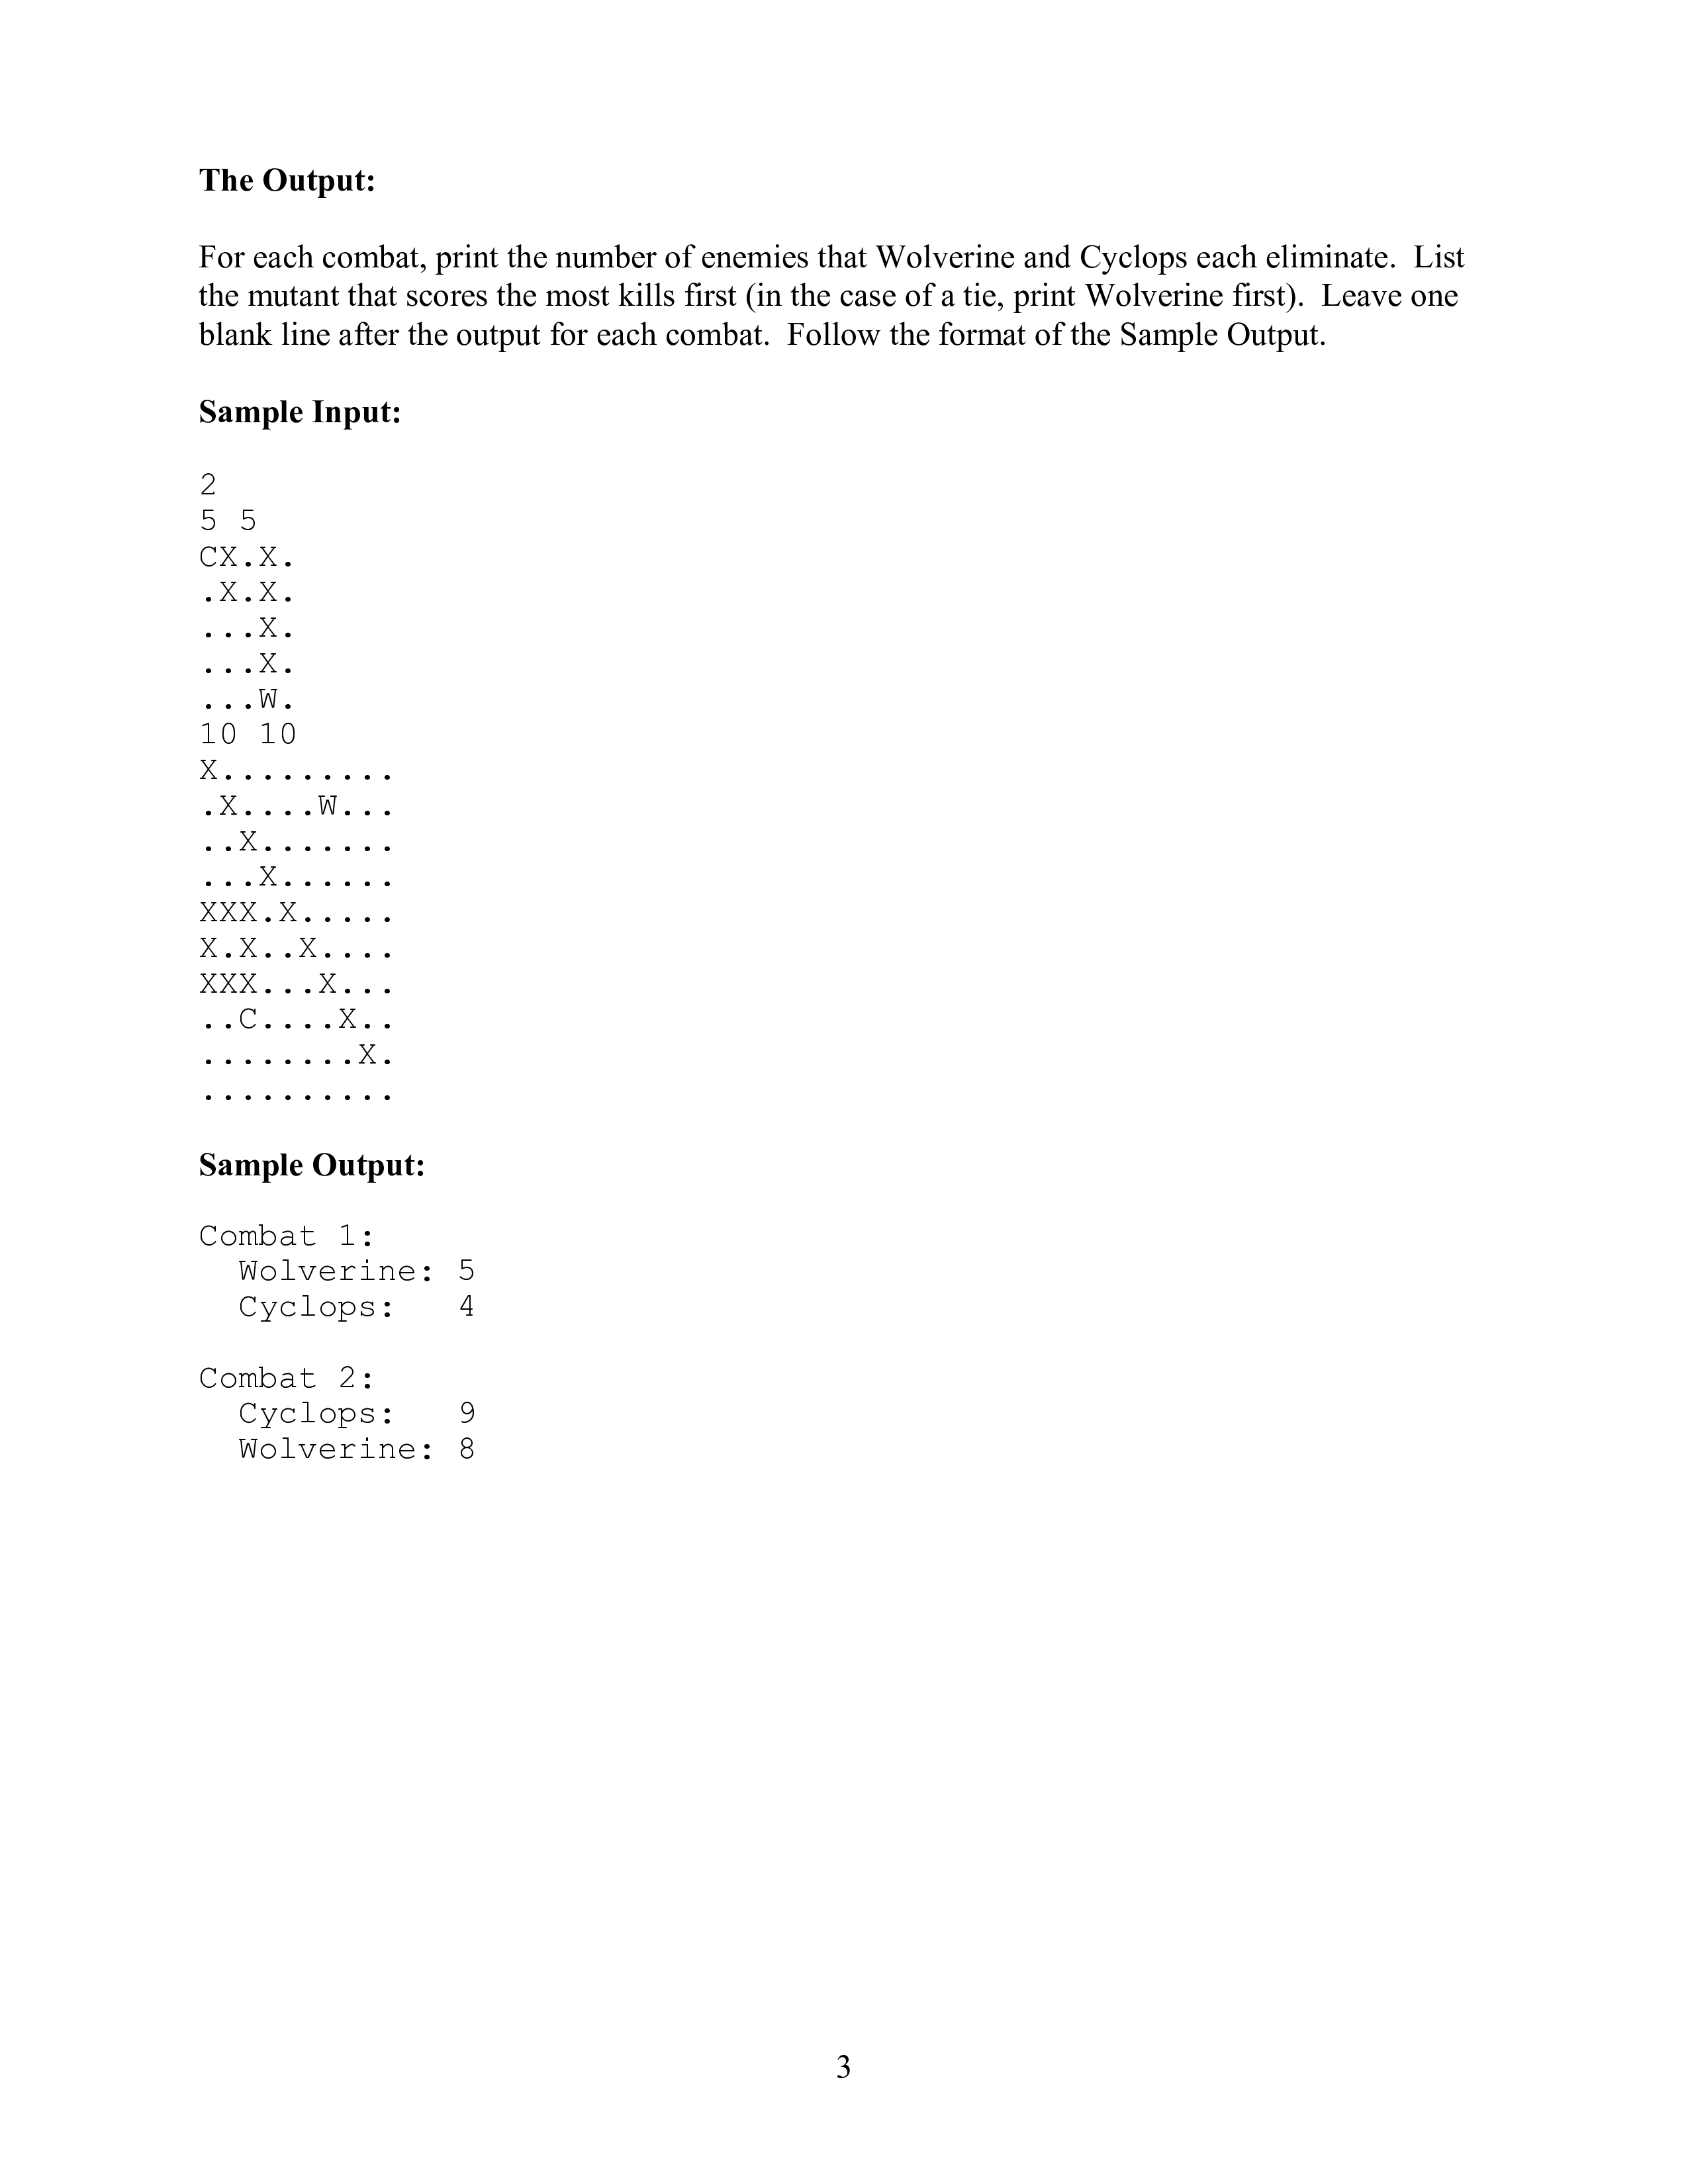 The Output:
For each combat, print the number of enemies that Wolverine and Cyclops each eliminate.  List
the mutant that scores the most kills first (in the case of a tie, print Wolverine first).  Leave one
blank line after the output for each combat.  Follow the format of the Sample Output.
Sample Input:
2
5 5
CX.X.
.X.X.
...X.
...X.
...W.
10 10
X.........
.X....W...
..X.......
...X......
XXX.X.....
X.X..X....
XXX...X...
..C....X..
........X.
..........
Sample Output:
Combat 1:
  Wolverine: 5
  Cyclops:   4
Combat 2:
  Cyclops:   9
  Wolverine: 8
3